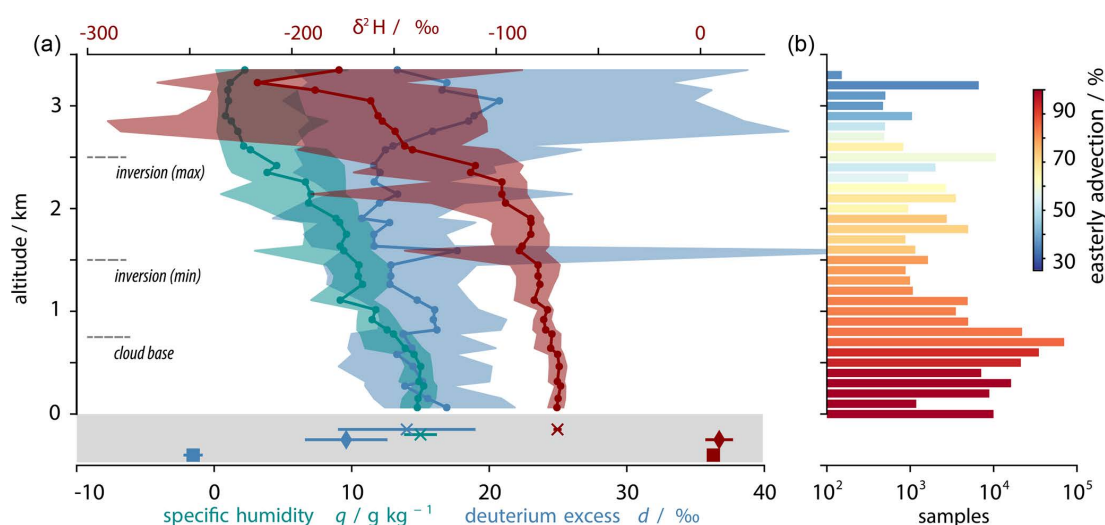 δ²H / ‰
(a)
-300
-200
-100
0
(b)
3
2
1
0
altitude / km
inversion (max)
inversion (min)
cloud base
-10
0
10
20
30
40
specific humidity q / g kg⁻¹
deuterium excess d / ‰
90
70
50
30
easterly advection / %
10²
10³
10⁴
10⁵
samples